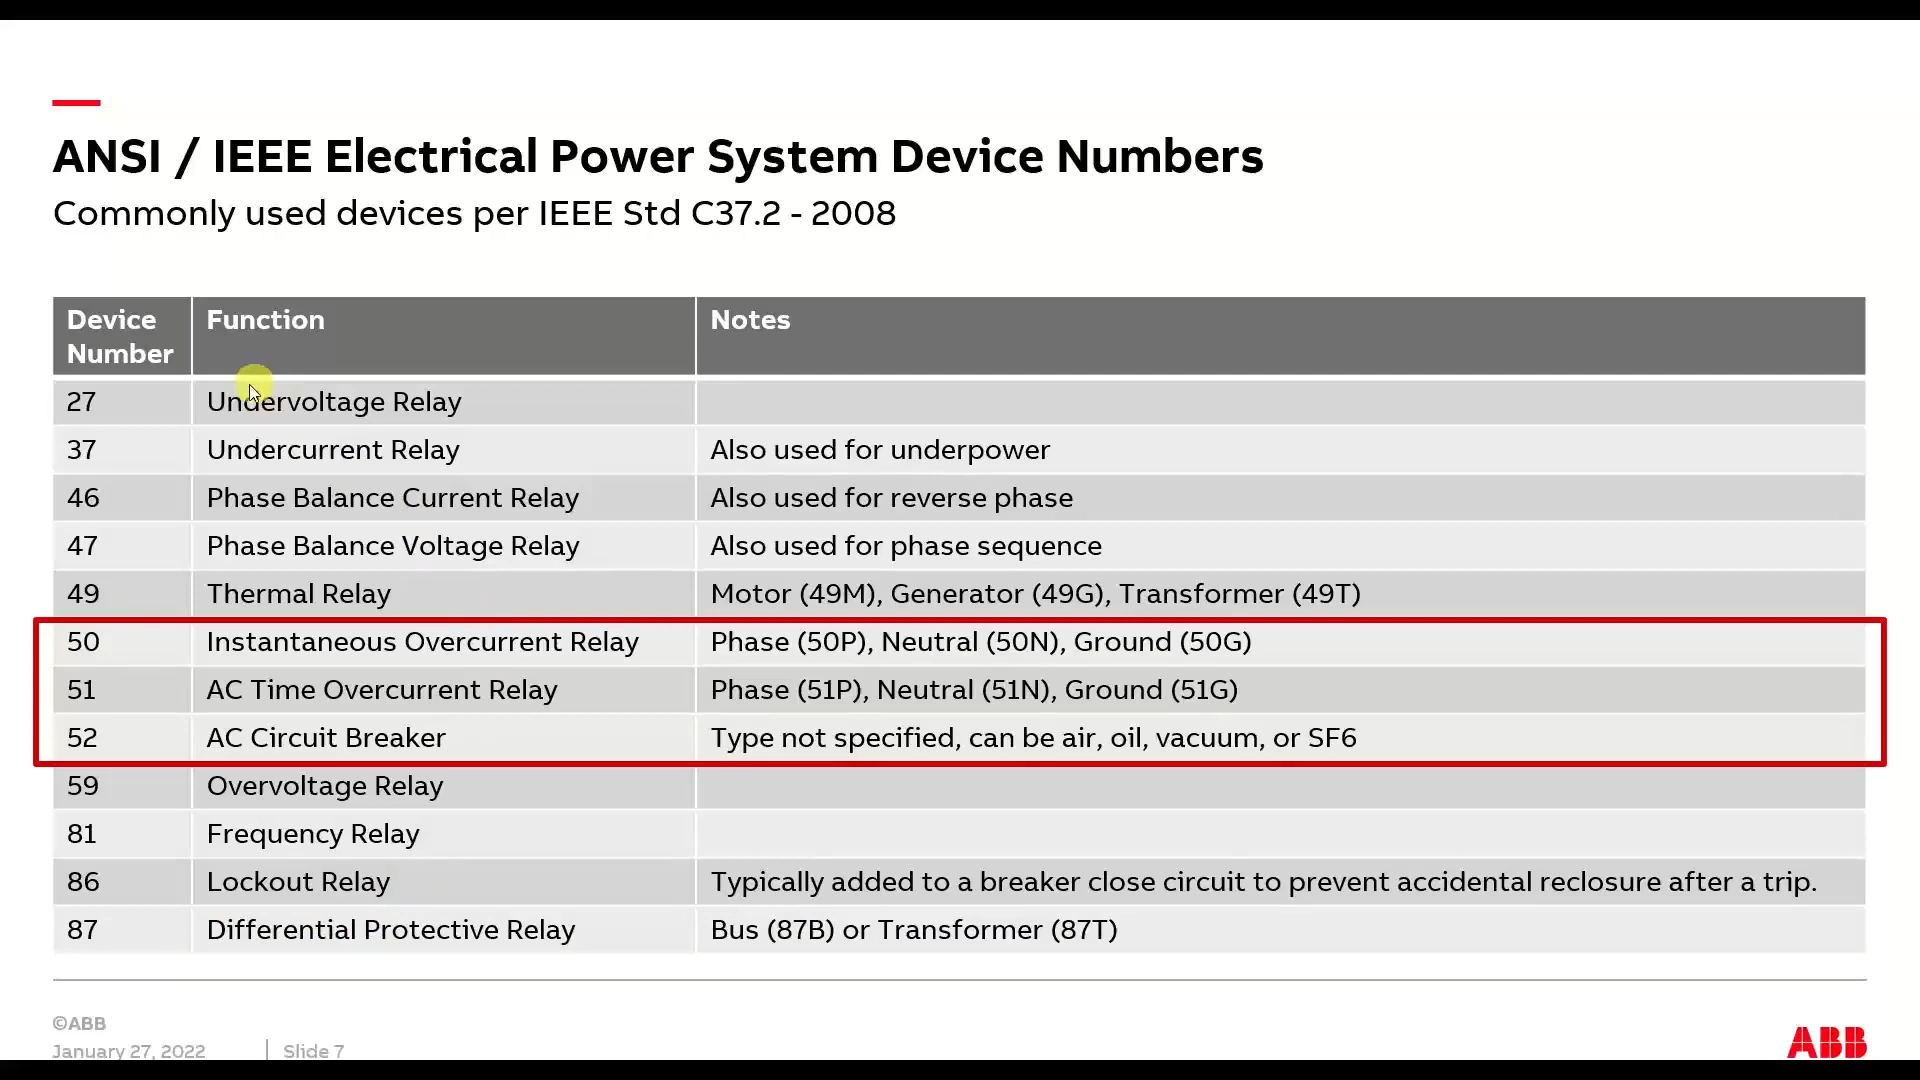 ANSI / IEEE Electrical Power System Device Numbers
Commonly used devices per IEEE Std C37.2 - 2008
Device Number Function Notes
27 Undervoltage Relay
37 Undercurrent Relay Also used for underpower
46 Phase Balance Current Relay Also used for reverse phase
47 Phase Balance Voltage Relay Also used for phase sequence
49 Thermal Relay Motor (49M), Generator (49G), Transformer (49T)
50 Instantaneous Overcurrent Relay Phase (50P), Neutral (50N), Ground (50G)
51 AC Time Overcurrent Relay Phase (51P), Neutral (51N), Ground (51G)
52 AC Circuit Breaker Type not specified, can be air, oil, vacuum, or SF6
59 Overvoltage Relay
81 Frequency Relay
86 Lockout Relay Typically added to a breaker close circuit to prevent accidental reclosure after a trip.
87 Differential Protective Relay Bus (87B) or Transformer (87T)
©ABB
January 27, 2022 Slide 7
ABB